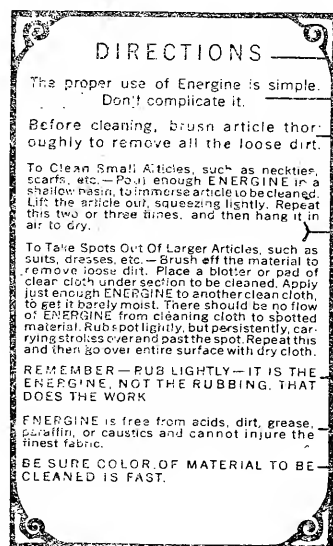 DIRECTIONS
The proper use of Energine is simple.
Don't complicate it.
Before cleaning, brush article thor-
oughly to remove all the loose dirt.
To Clean Small Articles, such as neckties,
scarfs, etc. — Pour enough ENERGINE in a
shallow basin, to immerse article to be cleaned.
Lift the article out, squeezing lightly. Repeat
this two or three times, and then hang it in
air to dry.
To Take Spots Out Of Larger Articles, such as
suits, dresses, etc. — Brush off the material to
remove loose dirt. Place a blotter or pad of
clear cloth under section to be cleaned. Apply
just enough ENERGINE to another clean cloth,
to get it barely moist. There should be no flow
of ENERGINE from cleaning cloth to spotted
material. Rub spot lightly, but persistently, car-
rying strokes over and past the spot. Repeat this
and then go over entire surface with dry cloth.
REMEMBER — RUB LIGHTLY — IT IS THE
ENERGINE, NOT THE RUBBING, THAT
DOES THE WORK
ENERGINE is free from acids, dirt, grease,
paraffin, or caustics and cannot injure the
finest fabric.
BE SURE COLOR OF MATERIAL TO BE
CLEANED IS FAST.